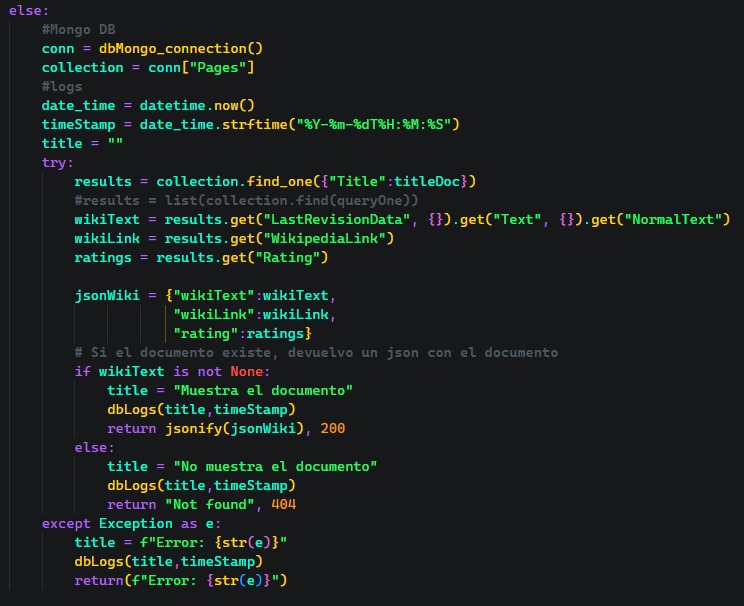 else:
    #Mongo DB
    conn = dbMongo_connection()
    collection = conn["Pages"]
    #logs
    date_time = datetime.now()
    timeStamp = date_time.strftime("%Y-%m-%dT%H:%M:%S")
    title = ""
    try:
        results = collection.find_one({"Title":titleDoc})
        #results = list(collection.find(queryOne))
        wikiText = results.get("LastRevisionData", {}).get("Text", {}).get("NormalText")
        wikiLink = results.get("WikipediaLink")
        ratings = results.get("Rating")

        jsonWiki = {"wikiText":wikiText,
                    "wikiLink":wikiLink,
                    "rating":ratings}
        # Si el documento existe, devuelvo un json con el documento
        if wikiText is not None:
            title = "Muestra el documento"
            dbLogs(title,timeStamp)
            return jsonify(jsonWiki), 200
        else:
            title = "No muestra el documento"
            dbLogs(title,timeStamp)
            return "Not found", 404
    except Exception as e:
        title = f"Error: {str(e)}"
        dbLogs(title,timeStamp)
        return(f"Error: {str(e)}")